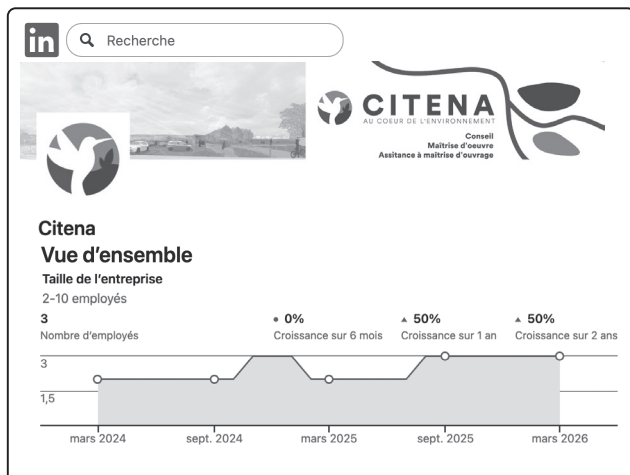 in
Recherche
CITENA
AU COEUR DE L'ENVIRONNEMENT
Conseil
Maîtrise d'oeuvre
Assitance à maîtrise d'ouvrage
Citena
Vue d'ensemble
Taille de l'entreprise
2-10 employés
3
Nombre d'employés
0%
Croissance sur 6 mois
50%
Croissance sur 1 an
50%
Croissance sur 2 ans
3
1,5
mars 2024 sept. 2024 mars 2025 sept. 2025 mars 2026